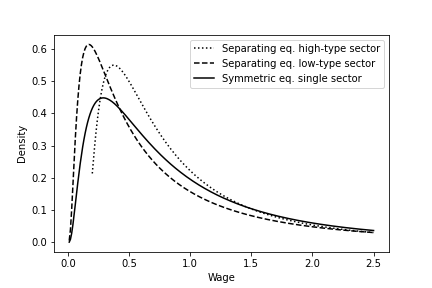 Separating eq. high-type sector
Separating eq. low-type sector
Symmetric eq. single sector
Density
0.6
0.5
0.4
0.3
0.2
0.1
0.0
0.0 0.5 1.0 1.5 2.0 2.5
Wage